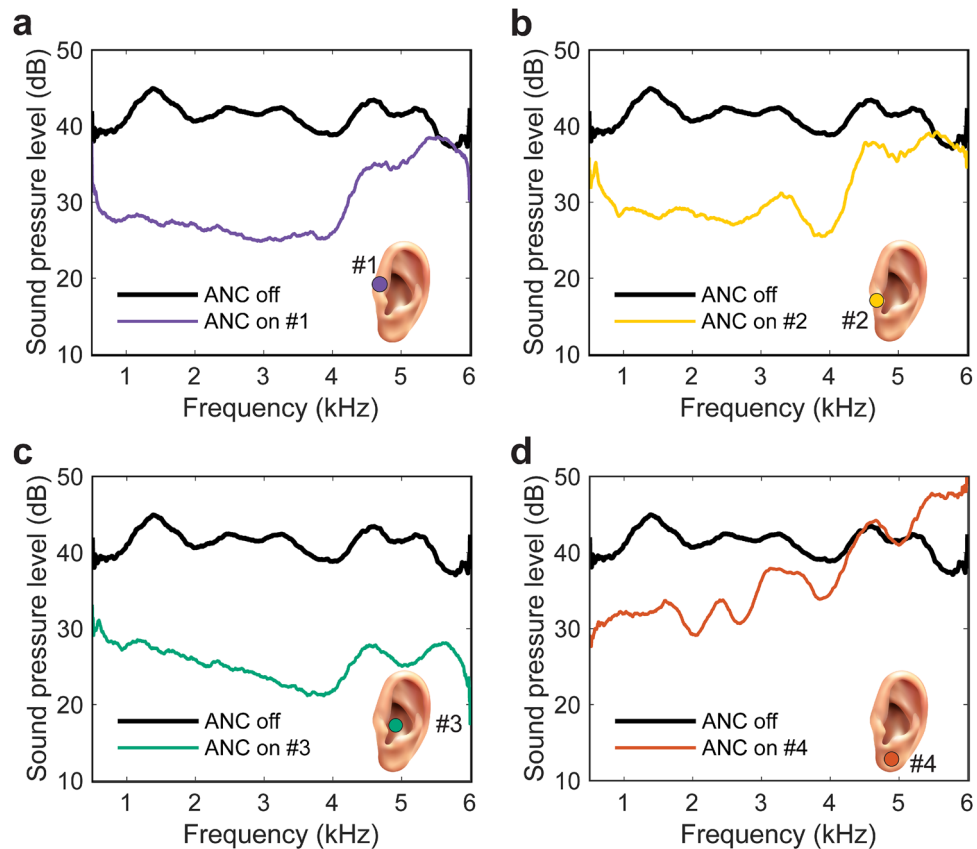 a
50
40
30
20
10
Sound pressure level (dB)
#1
ANC off
ANC on #1
1 2 3 4 5 6
Frequency (kHz)
b
50
40
30
20
10
Sound pressure level (dB)
ANC off
ANC on #2
#2
1 2 3 4 5 6
Frequency (kHz)
c
50
40
30
20
10
Sound pressure level (dB)
ANC off
#3
ANC on #3
1 2 3 4 5 6
Frequency (kHz)
d
50
40
30
20
10
Sound pressure level (dB)
ANC off
ANC on #4
#4
1 2 3 4 5 6
Frequency (kHz)